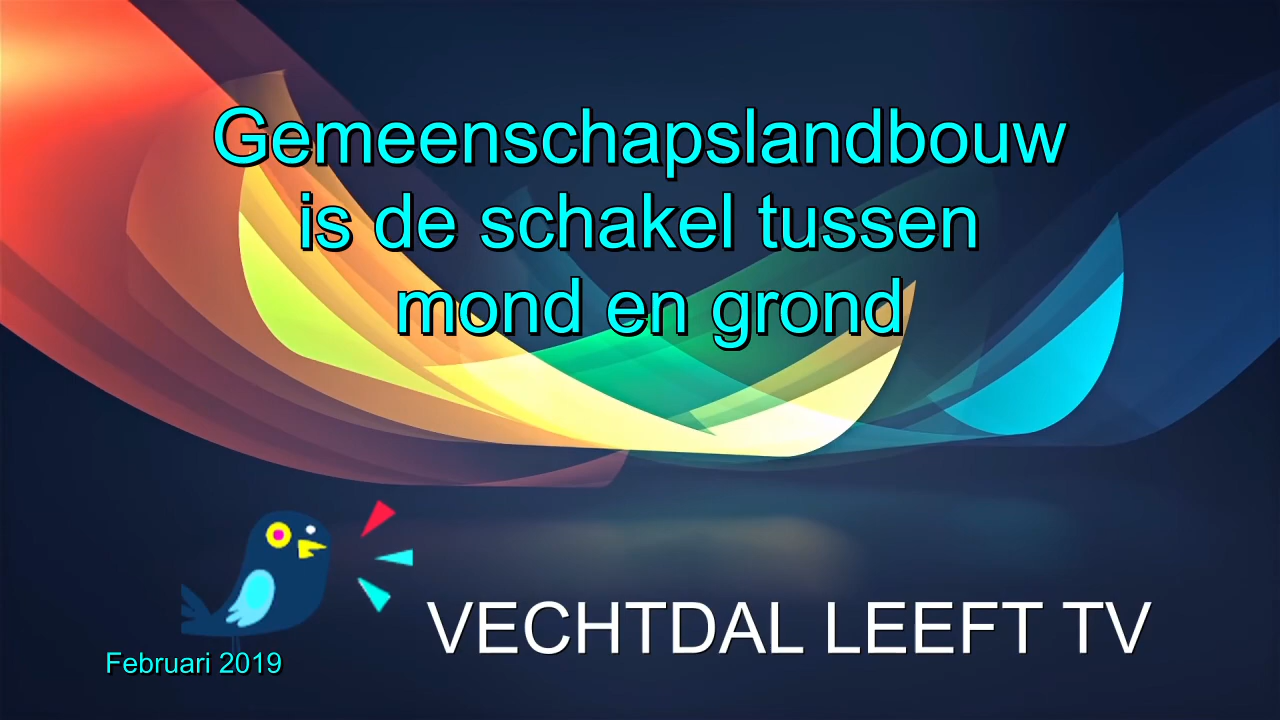 Gemeenschapslandbouw
is de schakel tussen
mond en grond
VECHTDAL LEEFT TV
Februari 2019